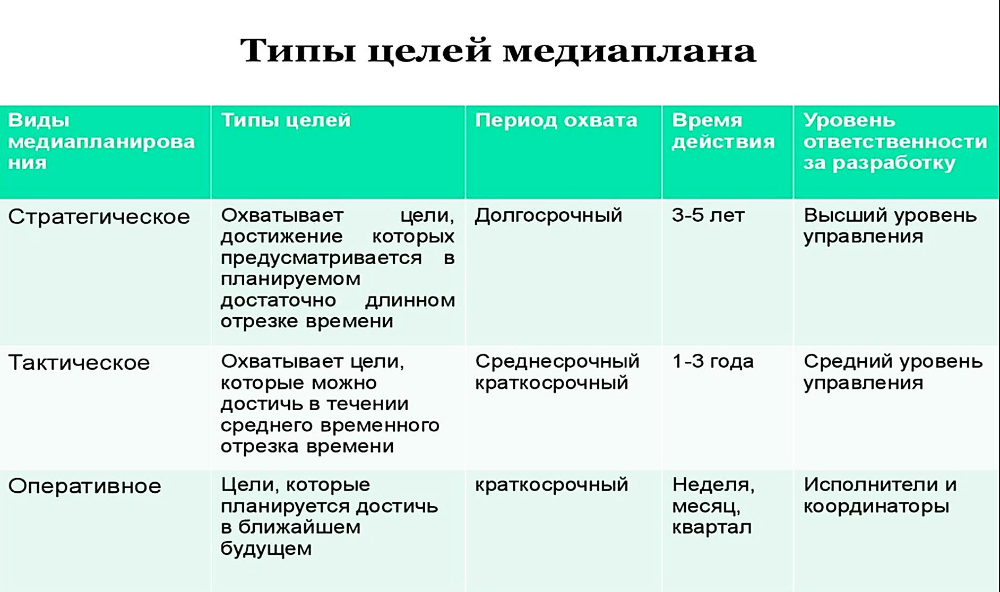 Типы целей медиаплана
Виды
медиапланирова
ния
Типы целей
Период охвата
Время
действия
Уровень
ответственности
за разработку
Стратегическое
Охватывает цели,
достижение которых
предусматривается в
планируемом
достаточно длинном
отрезке времени
Долгосрочный
3-5 лет
Высший уровень
управления
Тактическое
Охватывает цели,
которые можно
достичь в течении
среднего временного
отрезка времени
Среднесрочный
краткосрочный
1-3 года
Средний уровень
управления
Оперативное
Цели, которые
планируется достичь
в ближайшем
будущем
краткосрочный
Неделя,
месяц,
квартал
Исполнители и
координаторы